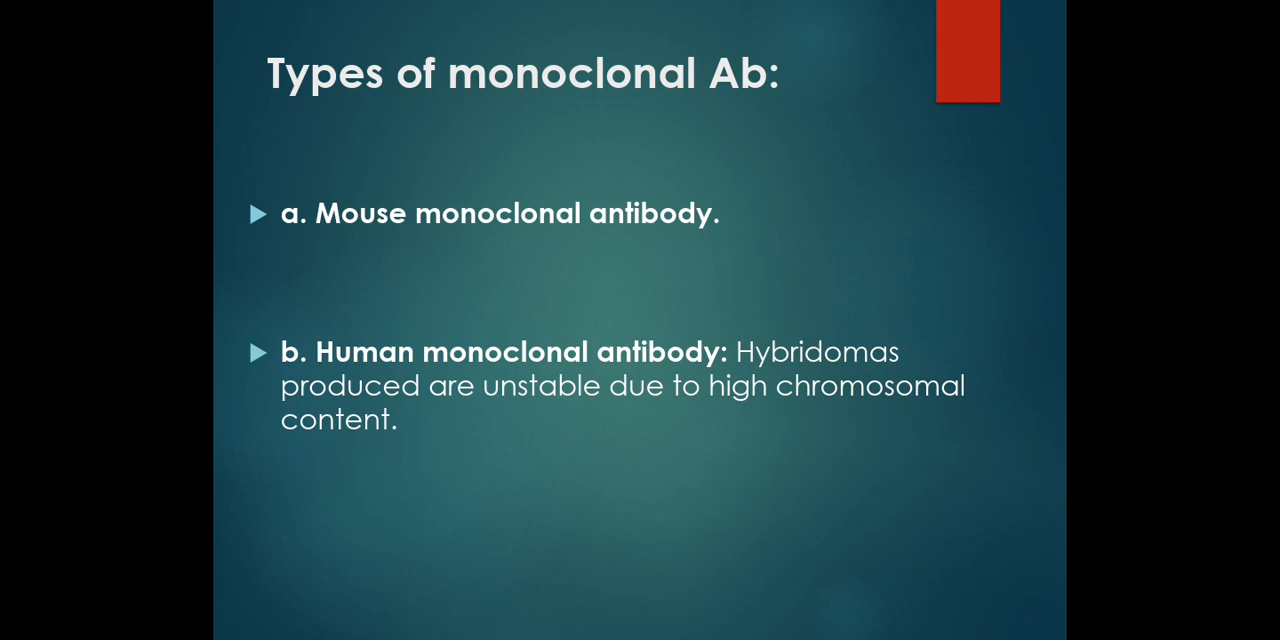 Types of monoclonal Ab:
a. Mouse monoclonal antibody.
b. Human monoclonal antibody: Hybridomas
produced are unstable due to high chromosomal
content.